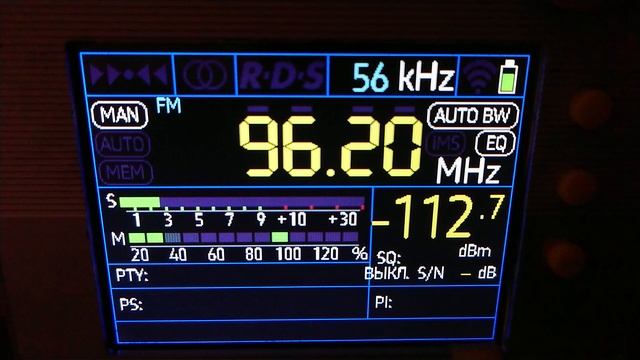 R·D·S 56 kHz
MAN FM AUTO BW
96.20
AUTO IMS EQ
MEM MHz
S
1 3 5 7 9 +10 +30
-112.7
M
20 40 60 80 100 120 %
dBm
SQ:
PTY: ВЫКЛ. S/N - dB
PS: PI: